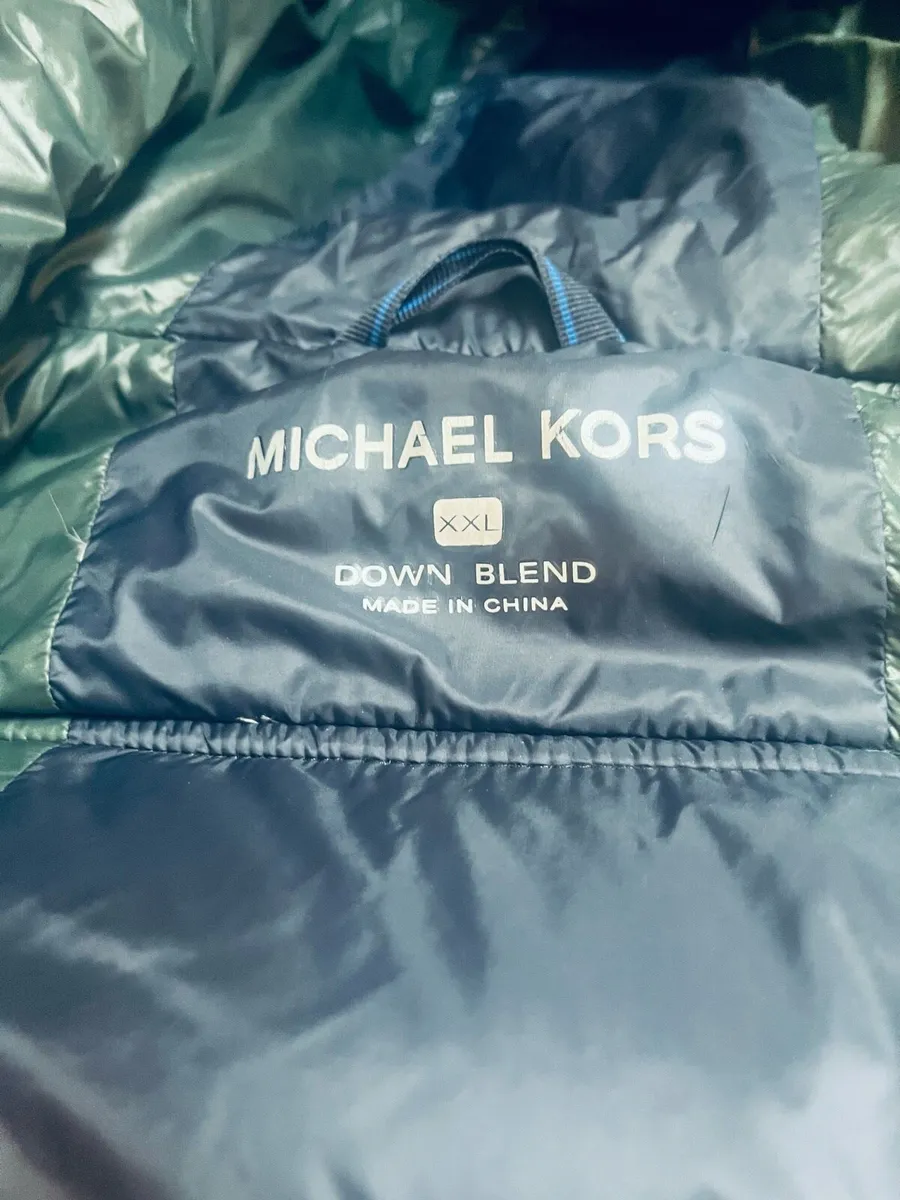 MICHAEL KORS
XXL
DOWN BLEND
MADE IN CHINA